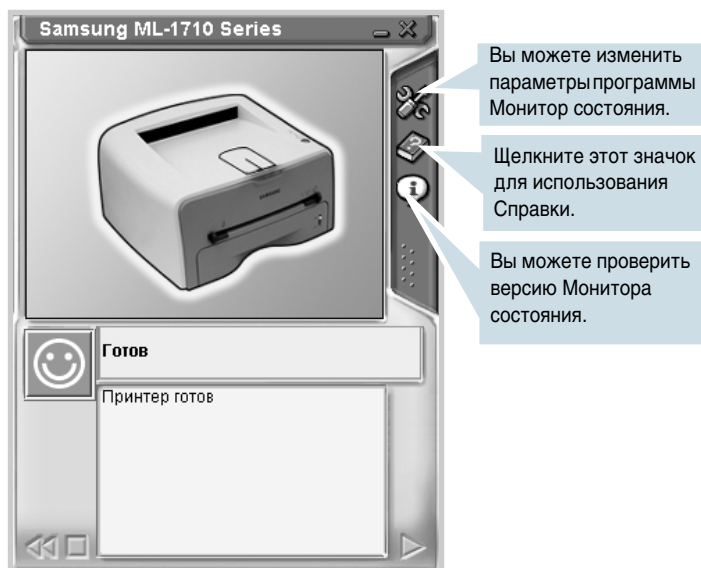 Samsung ML-1710 Series
Вы можете изменить
параметры программы
Монитор состояния.
Щелкните этот значок
для использования
Справки.
Вы можете проверить
версию Монитора
состояния.
SAMSUNG
Готов
Принтер готов